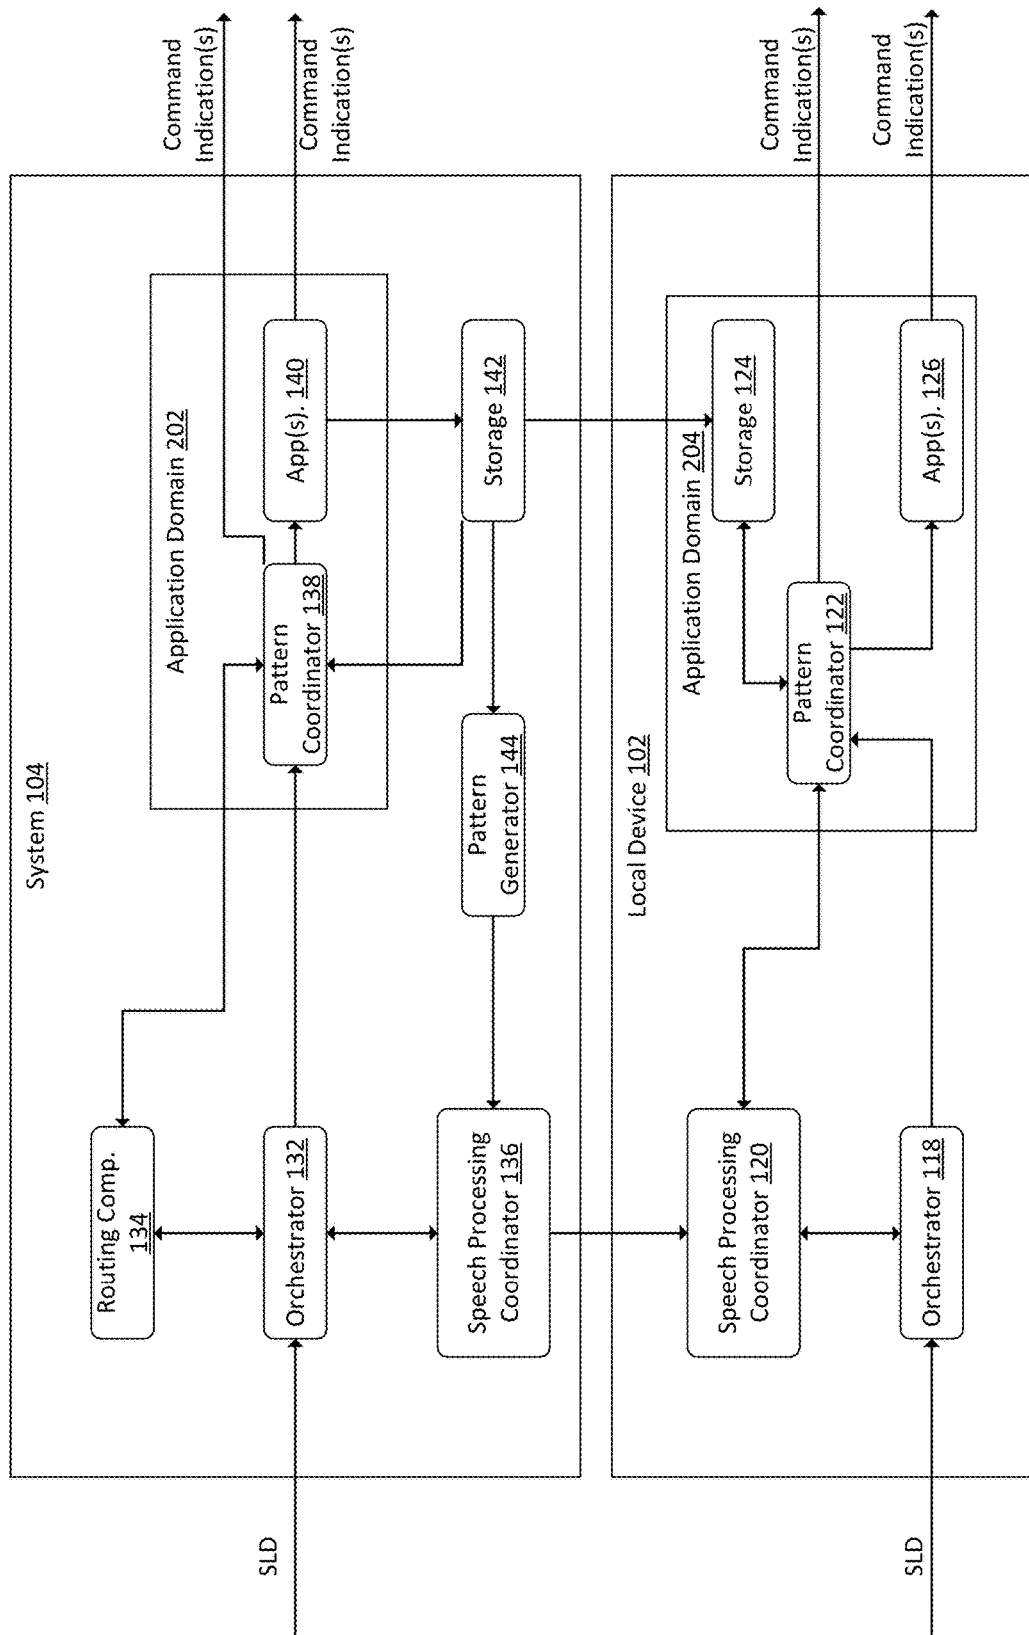 System 104
Routing Comp.
134
Orchestrator 132
Speech Processing
Coordinator 136
SLD
Application Domain 202
Pattern
Coordinator 138
App(s). 140
Pattern
Generator 144
Storage 142
Command
Indication(s)
Command
Indication(s)
Local Device 102
Speech Processing
Coordinator 120
Orchestrator 118
SLD
Application Domain 204
Pattern
Coordinator 122
Storage 124
App(s). 126
Command
Indication(s)
Command
Indication(s)